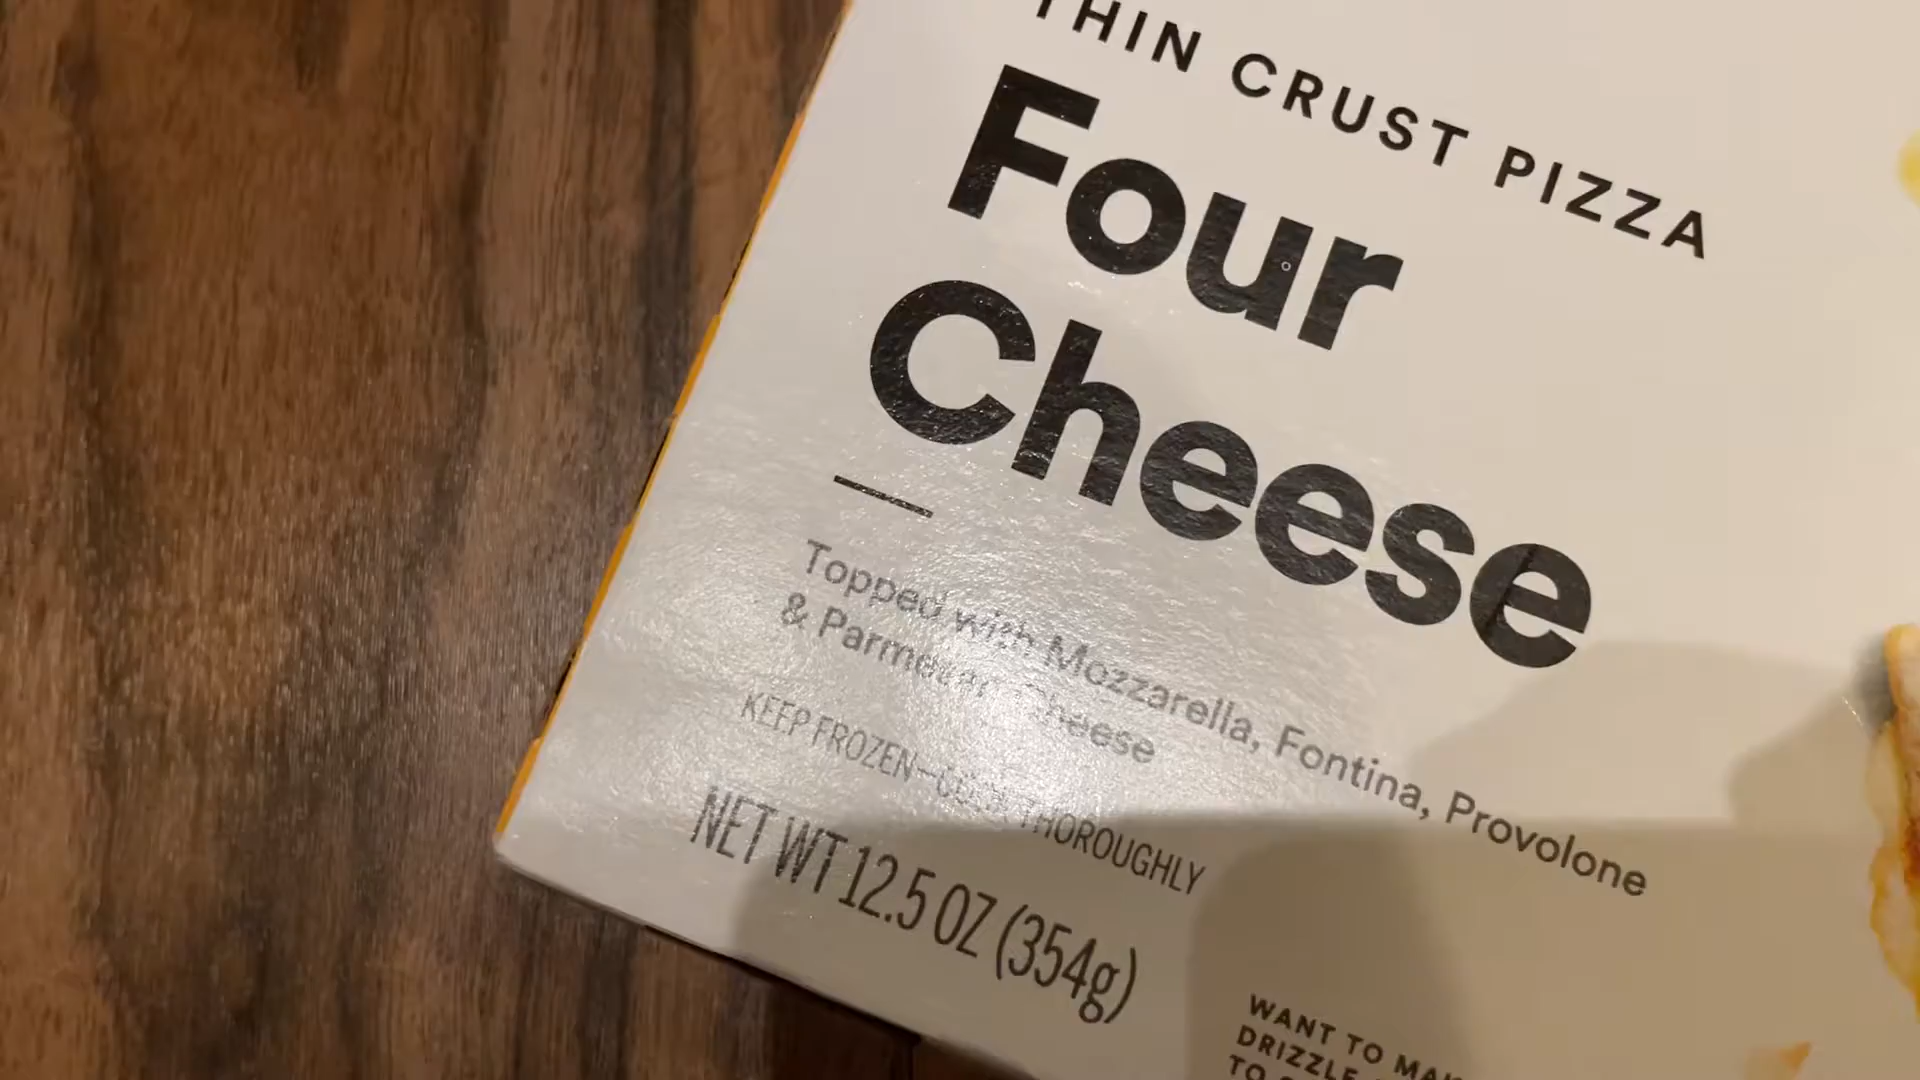 THIN CRUST PIZZA
Four
Cheese
Topped with Mozzarella, Fontina, Provolone
& Parmesan Cheese
KEEP FROZEN—COOK THOROUGHLY
NET WT 12.5 OZ (354g)
WANT TO
DRIZZLE
TO